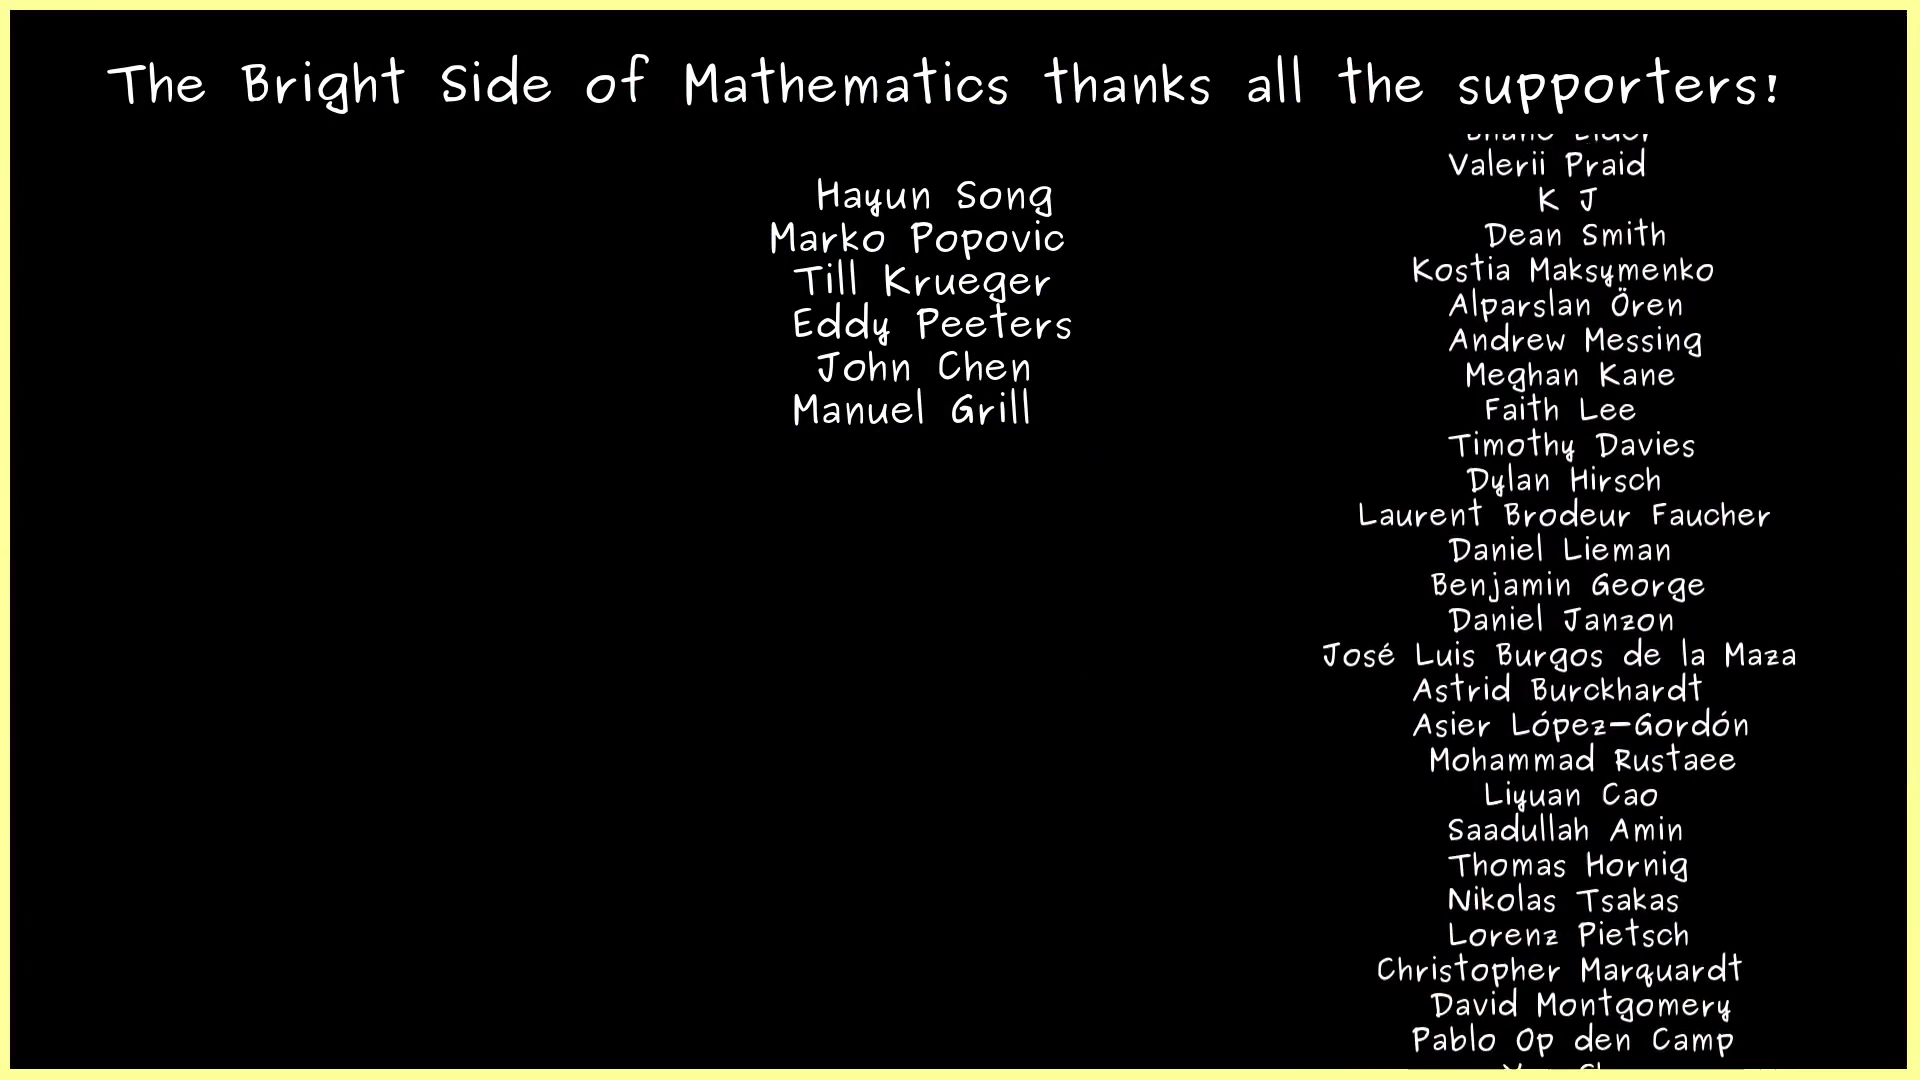 The Bright Side of Mathematics thanks all the supporters!
Hayun Song
Marko Popovic
Till Krueger
Eddy Peeters
John Chen
Manuel Grill
Valerii Praid
K J
Dean Smith
Kostia Maksymenko
Alparslan Ören
Andrew Messing
Meghan Kane
Faith Lee
Timothy Davies
Dylan Hirsch
Laurent Brodeur Faucher
Daniel Lieman
Benjamin George
Daniel Janzon
José Luis Burgos de la Maza
Astrid Burckhardt
Asier López-Gordón
Mohammad Rustaee
Liyuan Cao
Saadullah Amin
Thomas Hornig
Nikolas Tsakas
Lorenz Pietsch
Christopher Marquardt
David Montgomery
Pablo Op den Camp